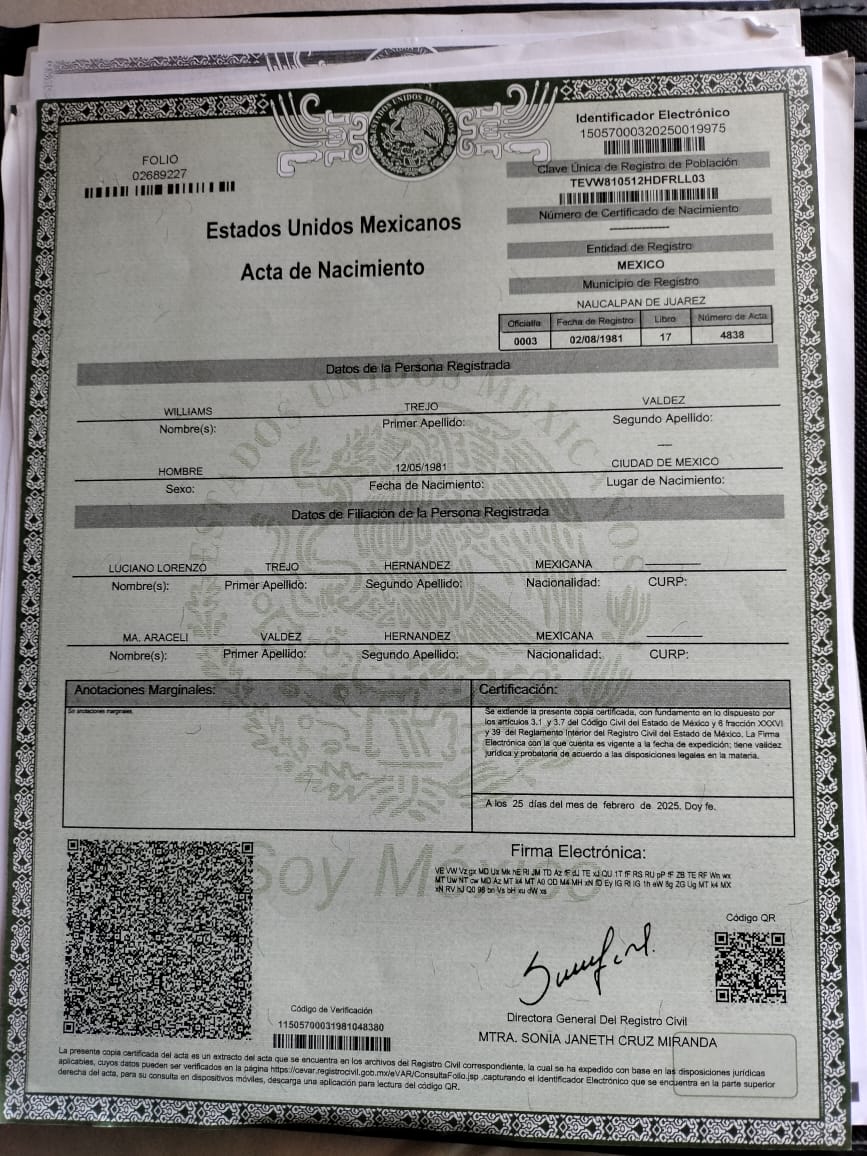 ESTADOS UNIDOS MEXICANOS
Identificador Electrónico
15057000320250019975
FOLIO
02689227
Clave Única de Registro de Población
TEVW810512HDFRLL03
Número de Certificado de Nacimiento
Estados Unidos Mexicanos
Acta de Nacimiento
Entidad de Registro
MEXICO
Municipio de Registro
NAUCALPAN DE JUAREZ
Oficialía Fecha de Registro Libro Número de Acta
0003 02/08/1981 17 4838
Datos de la Persona Registrada
WILLIAMS TREJO VALDEZ
Nombre(s): Primer Apellido: Segundo Apellido:
HOMBRE 12/05/1981 CIUDAD DE MEXICO
Sexo: Fecha de Nacimiento: Lugar de Nacimiento:
Datos de Filiación de la Persona Registrada
LUCIANO LORENZO TREJO HERNANDEZ MEXICANA
Nombre(s): Primer Apellido: Segundo Apellido: Nacionalidad: CURP:
MA. ARACELI VALDEZ HERNANDEZ MEXICANA
Nombre(s): Primer Apellido: Segundo Apellido: Nacionalidad: CURP:
Anotaciones Marginales:
Sin anotaciones marginales.
Certificación:
Se extiende la presente copia certificada, con fundamento en lo dispuesto por
los artículos 3.1 y 3.7 del Código Civil del Estado de México y 6 fracción XXXVI
y 39 del Reglamento Interior del Registro Civil del Estado de México. La Firma
Electrónica con la que cuenta es vigente a la fecha de expedición; tiene validez
jurídica y probatoria de acuerdo a las disposiciones legales en la materia.
A los 25 días del mes de febrero de 2025. Doy fe.
Soy México
Firma Electrónica:
Código QR
Código de Verificación
11505700031981048380
Directora General Del Registro Civil
MTRA. SONIA JANETH CRUZ MIRANDA
La presente copia certificada del acta es un extracto del acta que se encuentra en los archivos del Registro Civil correspondiente, la cual se ha expedido con base en las disposiciones jurídicas
aplicables, cuyos datos pueden ser verificados en la página https://cevar.registrocivil.gob.mx/eVAR/ConsultaFolio.jsp ,capturando el Identificador Electrónico que se encuentra en la parte superior
derecha del acta, para su consulta en dispositivos móviles, descarga una aplicación para lectura del código QR.